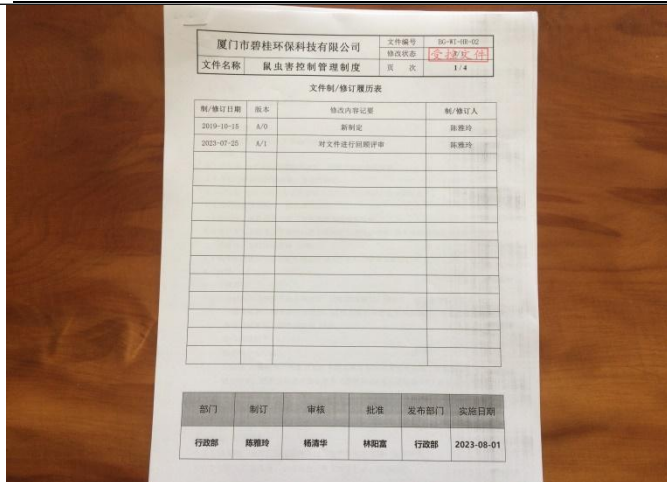 厦门市碧桂环保科技有限公司 文件编号 BG-WI-HR-02
修改状态 受控文件
文件名称 鼠虫害控制管理制度 页 次 1/4
文件制/修订履历表
制/修订日期 版本 修改内容记要 制/修订人
2019-10-15 A/0 新制定 陈雅玲
2023-07-25 A/1 对文件进行回顾评审 陈雅玲
部门 制订 审核 批准 发布部门 实施日期
行政部 陈雅玲 杨清华 林阳富 行政部 2023-08-01